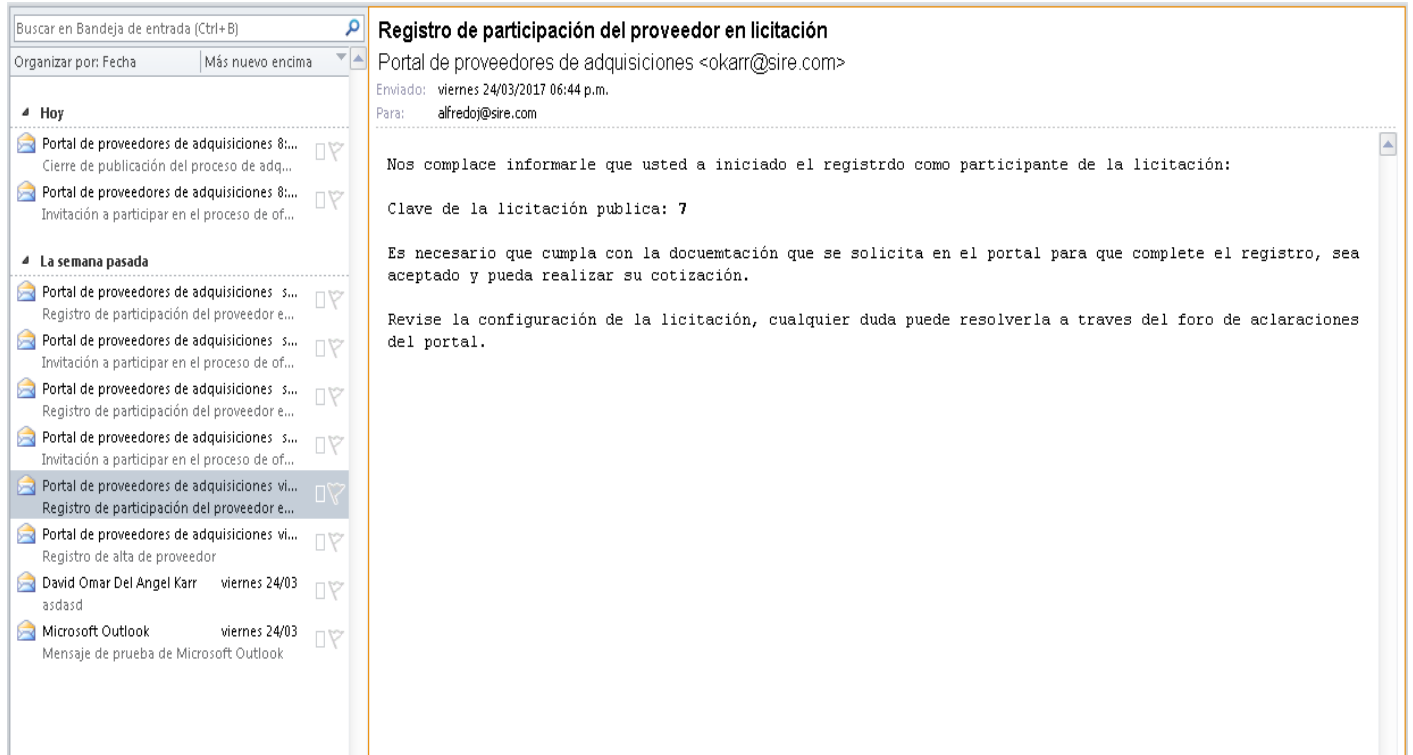 Buscar en Bandeja de entrada (Ctrl+B)
Organizar por: Fecha Más nuevo encima
Hoy
Portal de proveedores de adquisiciones 8:...
Cierre de publicación del proceso de adq...
Portal de proveedores de adquisiciones 8:...
Invitación a participar en el proceso de of...
La semana pasada
Portal de proveedores de adquisiciones s...
Registro de participación del proveedor e...
Portal de proveedores de adquisiciones s...
Invitación a participar en el proceso de of...
Portal de proveedores de adquisiciones s...
Registro de participación del proveedor e...
Portal de proveedores de adquisiciones s...
Invitación a participar en el proceso de of...
Portal de proveedores de adquisiciones vi...
Registro de participación del proveedor e...
Portal de proveedores de adquisiciones vi...
Registro de alta de proveedor
David Omar Del Angel Karr viernes 24/03
asdasd
Microsoft Outlook viernes 24/03
Mensaje de prueba de Microsoft Outlook
Registro de participación del proveedor en licitación
Portal de proveedores de adquisiciones <okarr@sire.com>
Enviado: viernes 24/03/2017 06:44 p.m.
Para: alfredoj@sire.com
Nos complace informarle que usted a iniciado el registrdo como participante de la licitación:
Clave de la licitación publica: 7
Es necesario que cumpla con la docuemtación que se solicita en el portal para que complete el registro, sea
aceptado y pueda realizar su cotización.
Revise la configuración de la licitación, cualquier duda puede resolverla a traves del foro de aclaraciones
del portal.